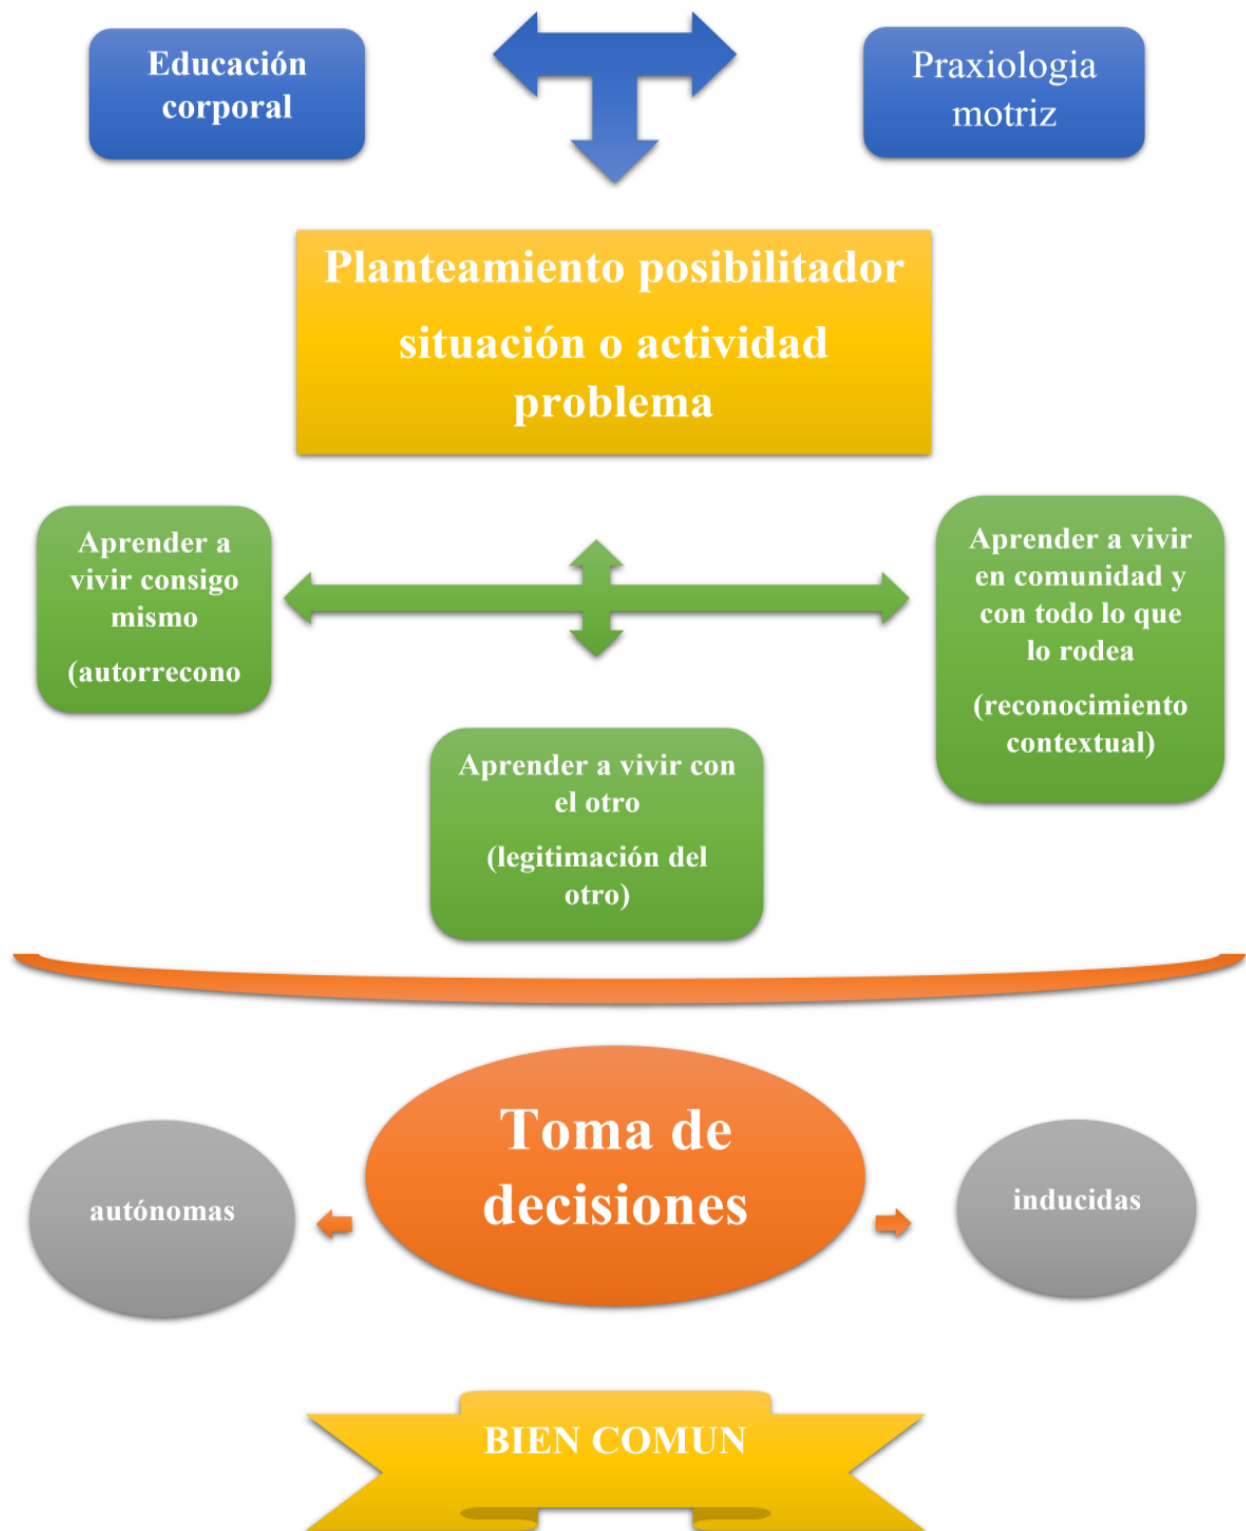 Educación
corporal
Praxiologia
motriz
Planteamiento posibilitador
situación o actividad
problema
Aprender a
vivir consigo
mismo
(autorrecono
Aprender a vivir
en comunidad y
con todo lo que
lo rodea
(reconocimiento
contextual)
Aprender a vivir con
el otro
(legitimación del
otro)
Toma de
decisiones
autónomas
inducidas
BIEN COMUN